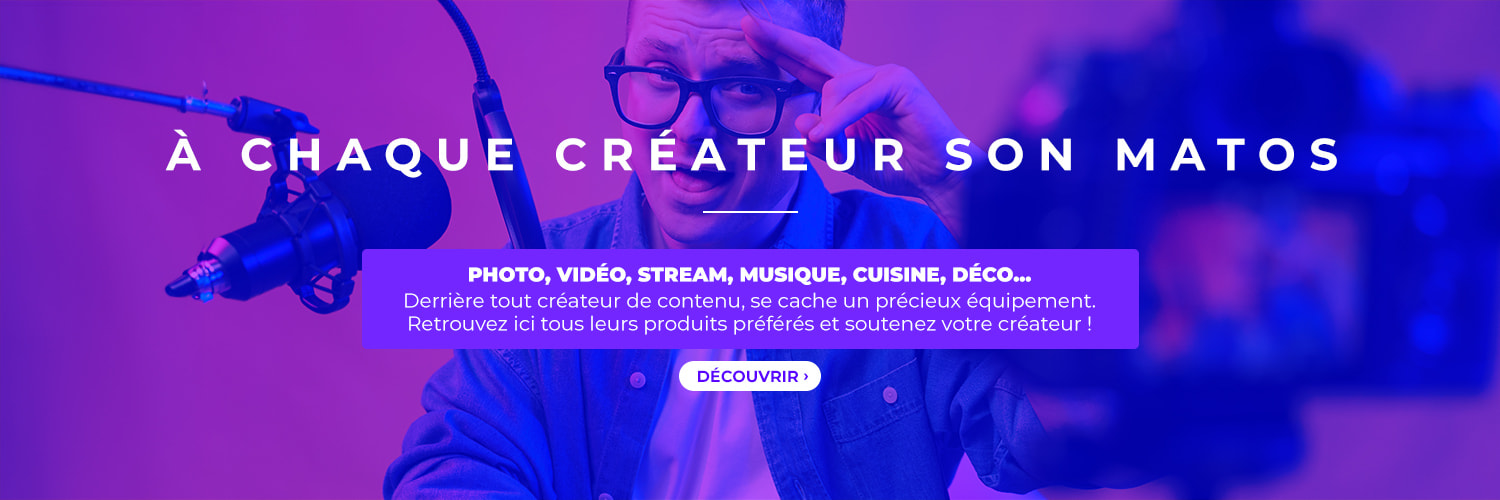 À CHAQUE CRÉATEUR SON MATOS
PHOTO, VIDÉO, STREAM, MUSIQUE, CUISINE, DÉCO...
Derrière tout créateur de contenu, se cache un précieux équipement.
Retrouvez ici tous leurs produits préférés et soutenez votre créateur !
DÉCOUVRIR ›